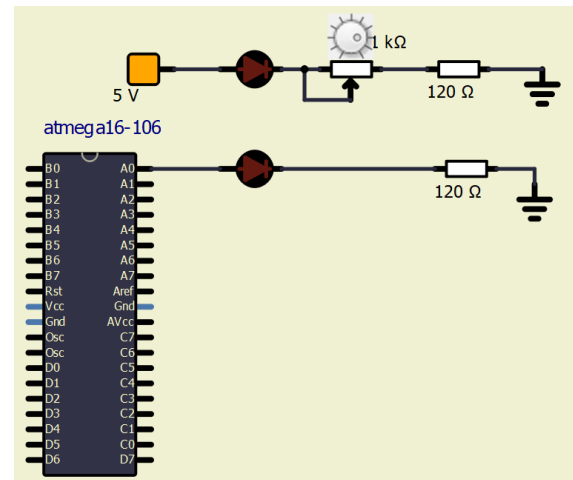 1 kΩ
5 V
120 Ω
atmega16-106
B0 A0
B1 A1
B2 A2
120 Ω
B3 A3
B4 A4
B5 A5
B6 A6
B7 A7
Rst Aref
Vcc Gnd
Gnd AVcc
Osc C7
Osc C6
D0 C5
D1 C4
D2 C3
D3 C2
D4 C1
D5 C0
D6 D7